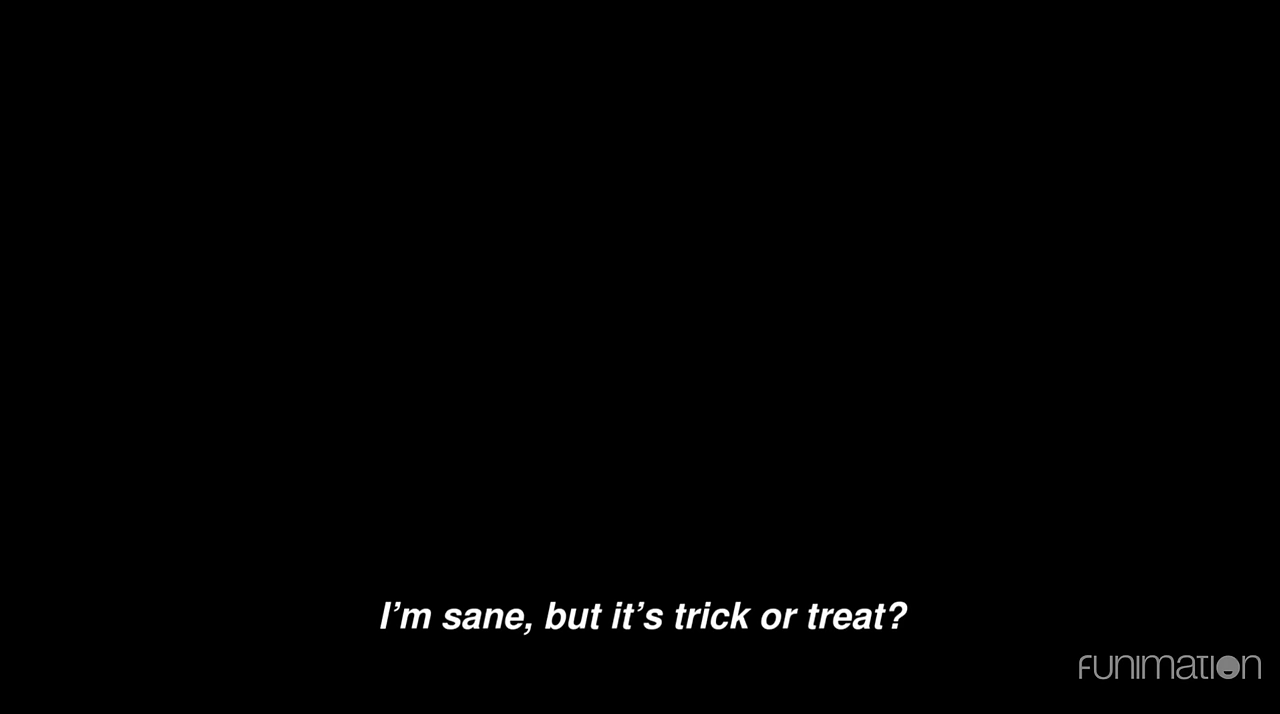 I’m sane, but it’s trick or treat?
funimation